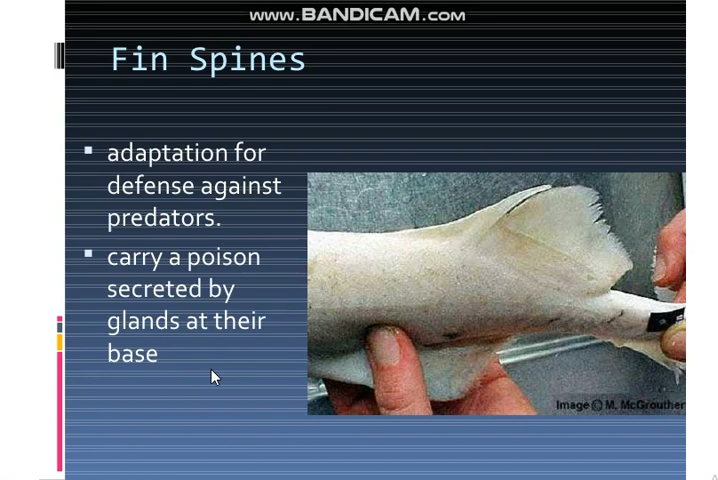 www.BANDICAM.com
Fin Spines
adaptation for
defense against
predators.
carry a poison
secreted by
glands at their
base
Image © M. McGrouther